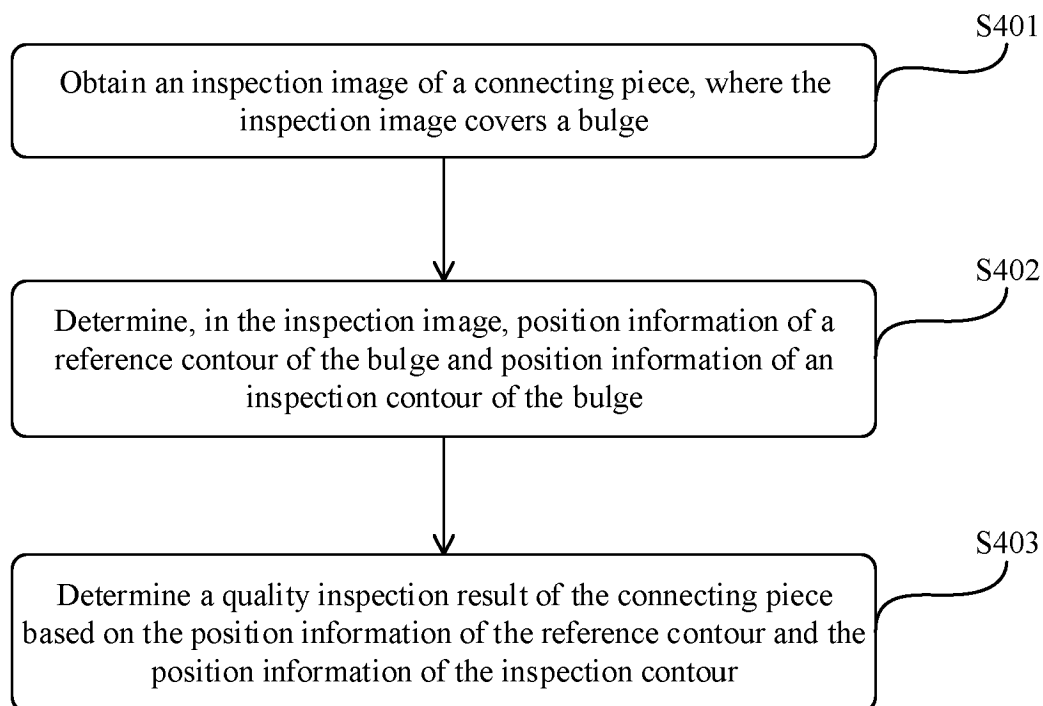 S401
Obtain an inspection image of a connecting piece, where the
inspection image covers a bulge
S402
Determine, in the inspection image, position information of a
reference contour of the bulge and position information of an
inspection contour of the bulge
S403
Determine a quality inspection result of the connecting piece
based on the position information of the reference contour and the
position information of the inspection contour